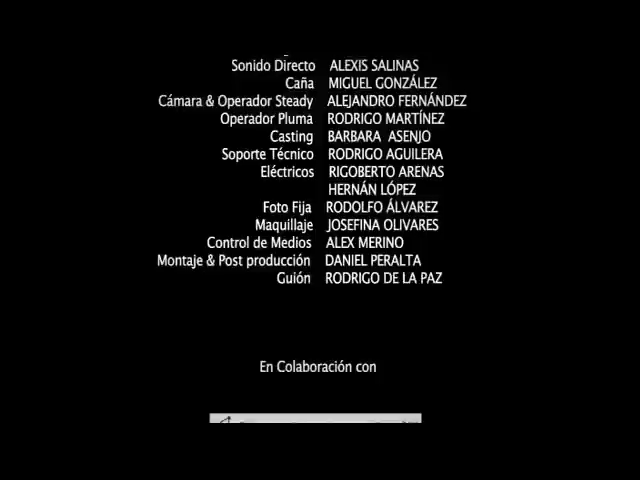 Sonido Directo ALEXIS SALINAS
Caña MIGUEL GONZÁLEZ
Cámara & Operador Steady ALEJANDRO FERNÁNDEZ
Operador Pluma RODRIGO MARTÍNEZ
Casting BARBARA ASENJO
Soporte Técnico RODRIGO AGUILERA
Eléctricos RIGOBERTO ARENAS
HERNÁN LÓPEZ
Foto Fija RODOLFO ÁLVAREZ
Maquillaje JOSEFINA OLIVARES
Control de Medios ALEX MERINO
Montaje & Post producción DANIEL PERALTA
Guión RODRIGO DE LA PAZ
En Colaboración con